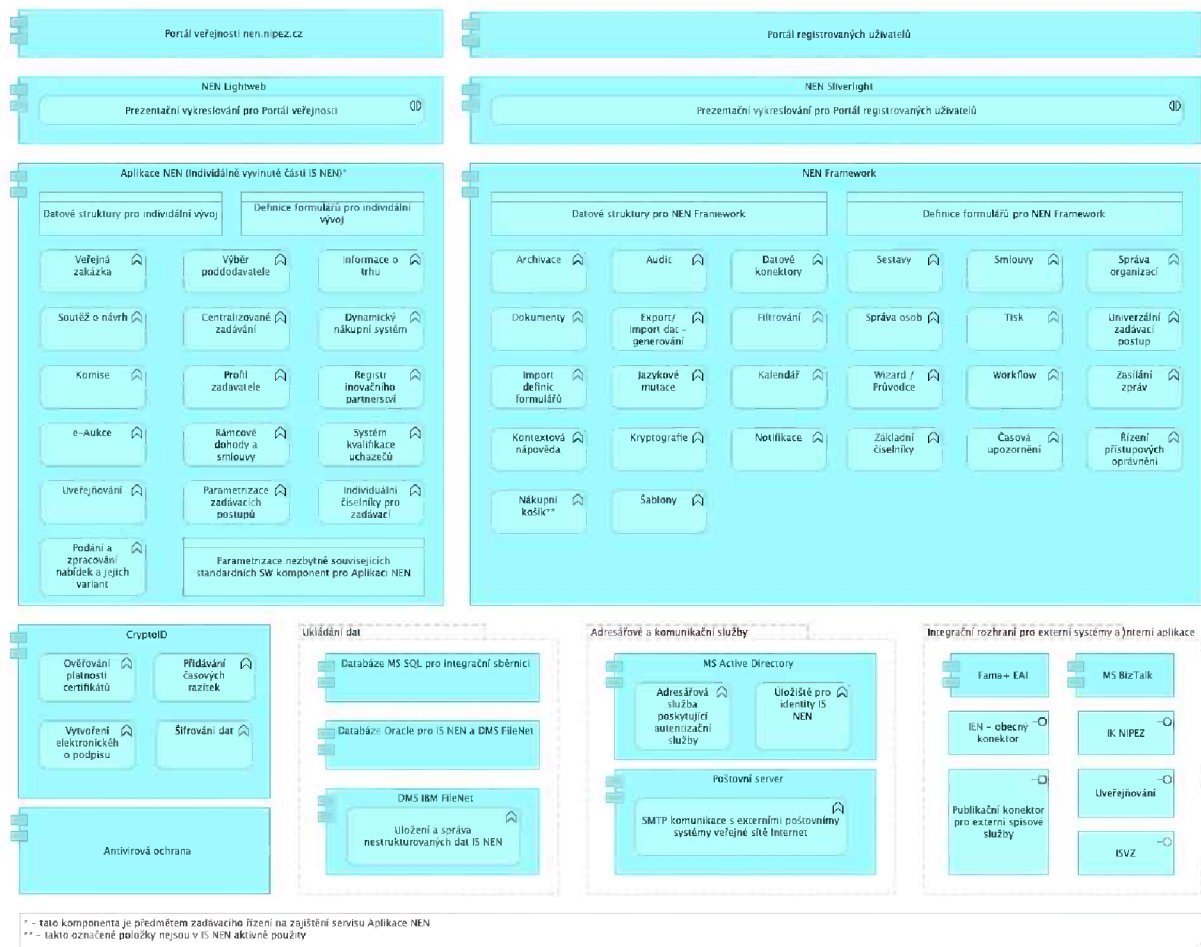 Portál veřejnosti nen.nipez.cz
Portál registrovaných uživatelů
NEN Lightweb
Prezentační vykreslování pro Portál veřejnosti
NEN Sliverlight
Prezentační vykreslování pro Portál registrovaných uživatelů
Aplikace NEN (Individálně vyvinuté části IS NEN)*
Datové struktury pro individální vývoj
Definice formulářů pro individální
vývoj
Veřejná
zakázka
Výběr
poddodavatele
Informace o
trhu
Soutěž o návrh
Centralizované
zadávání
Dynamický
nákupní systém
Komise
Profil
zadavatele
Registr
inovačního
partnerství
e-Aukce
Rámcové
dohody a
smlouvy
Systém
kvalifikace
uchazečů
Uveřejňování
Parametrizace
zadávacích
postupů
Individuální
číselníky pro
zadávací
Podání a
zpracování
nabídek a jejich
variant
Parametrizace nezbytně souvisejících
standardních SW komponent pro Aplikaci NEN
NEN Framework
Datové struktury pro NEN Framework
Definice formulářů pro NEN Framework
Archivace
Audic
Datové
konektory
Sestavy
Smlouvy
Správa
organizací
Dokumenty
Export/
Import dat -
generování
Filtrování
Správa osob
Tisk
Univerzální
zadávací
postup
Import
definic
formulářů
Jazykové
mutace
Kalendář
Wizard /
Průvodce
Workflow
Zasílání
zpráv
Kontextová
nápověda
Kryptografie
Notifikace
Základní
číselníky
Časová
upozornění
Řízení
přístupových
oprávnění
Nákupní
košík**
Šablony
CryptoID
Ověřování
platnosti
certifikátů
Přidávání
časových
razítek
Vytvoření
elektronickéh
o podpisu
Šifrování dat
Antivirová ochrana
Ukládání dat
Databáze MS SQL pro integrační sběrnici
Databáze Oracle pro IS NEN a DMS FileNet
DMS IBM FileNet
Uložení a správa
nestrukturovaných dat IS NEN
Adresářové a komunikační služby
MS Active Directory
Adresářová
služba
poskytující
autentizační
služby
Úložiště pro
identity IS
NEN
Poštovní server
SMTP komunikace s externími poštovnímy
systémy veřejné sítě Internet
Integrační rozhraní pro externí systémy a interní aplikace
Fama+ EAI
MS BizTalk
IEN - obecný
konektor
IK NIPEZ
Publikační konektor
pro externí spisové
služby
Uveřejňování
ISVZ
* - tato komponenta je předmětem zadávacího řízení na zajištění servisu Aplikace NEN
** - takto označené položky nejsou v IS NEN aktivně použity